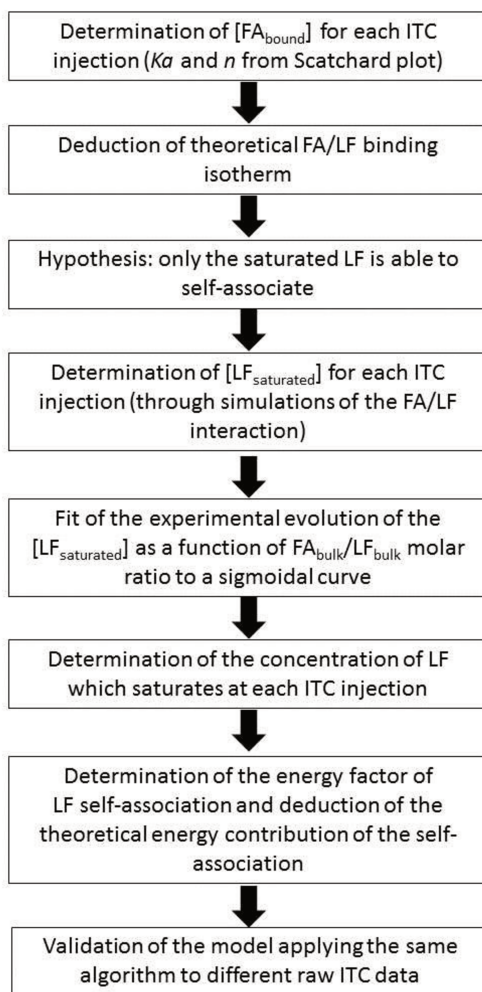 Determination of [FAbound] for each ITC
injection (Ka and n from Scatchard plot)
Deduction of theoretical FA/LF binding
isotherm
Hypothesis: only the saturated LF is able to
self-associate
Determination of [LFsaturated] for each ITC
injection (through simulations of the FA/LF
interaction)
Fit of the experimental evolution of the
[LFsaturated] as a function of FAbulk/LFbulk molar
ratio to a sigmoidal curve
Determination of the concentration of LF
which saturates at each ITC injection
Determination of the energy factor of
LF self-association and deduction of the
theoretical energy contribution of the self-
association
Validation of the model applying the same
algorithm to different raw ITC data